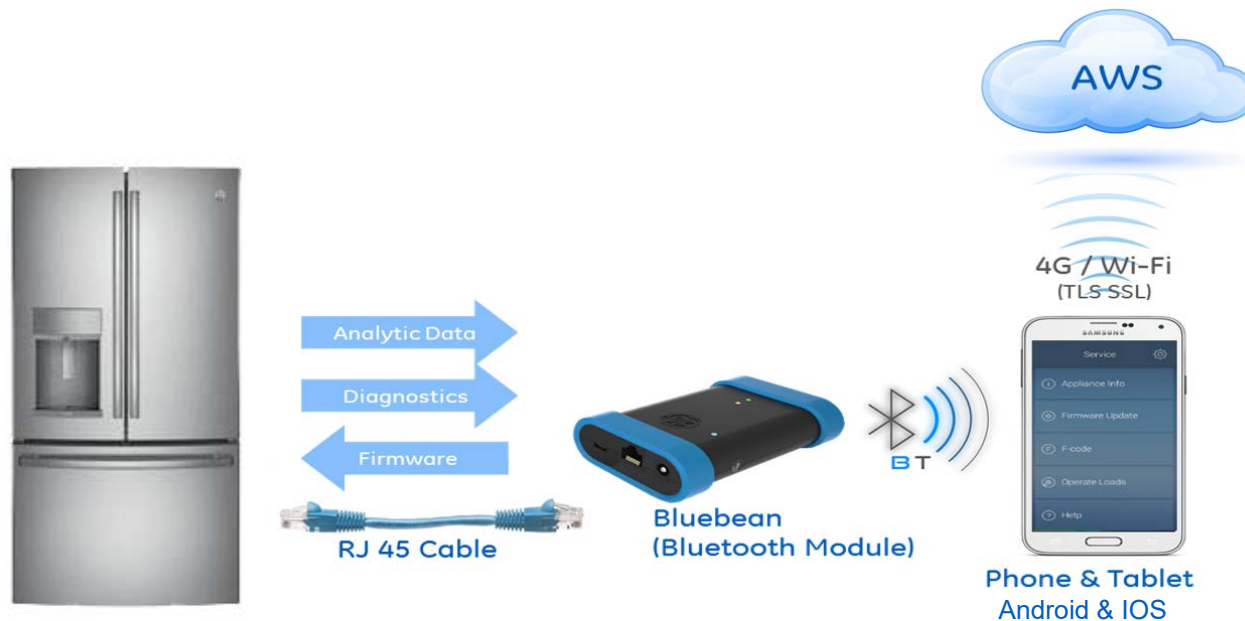 AWS
4G / Wi-Fi
(TLS SSL)
Analytic Data
Diagnostics
Firmware
RJ 45 Cable
Bluebean
(Bluetooth Module)
BT
SAMSUNG
Service
Appliance Info
Firmware Update
F-code
Operate Loads
Help
Phone & Tablet
Android & IOS